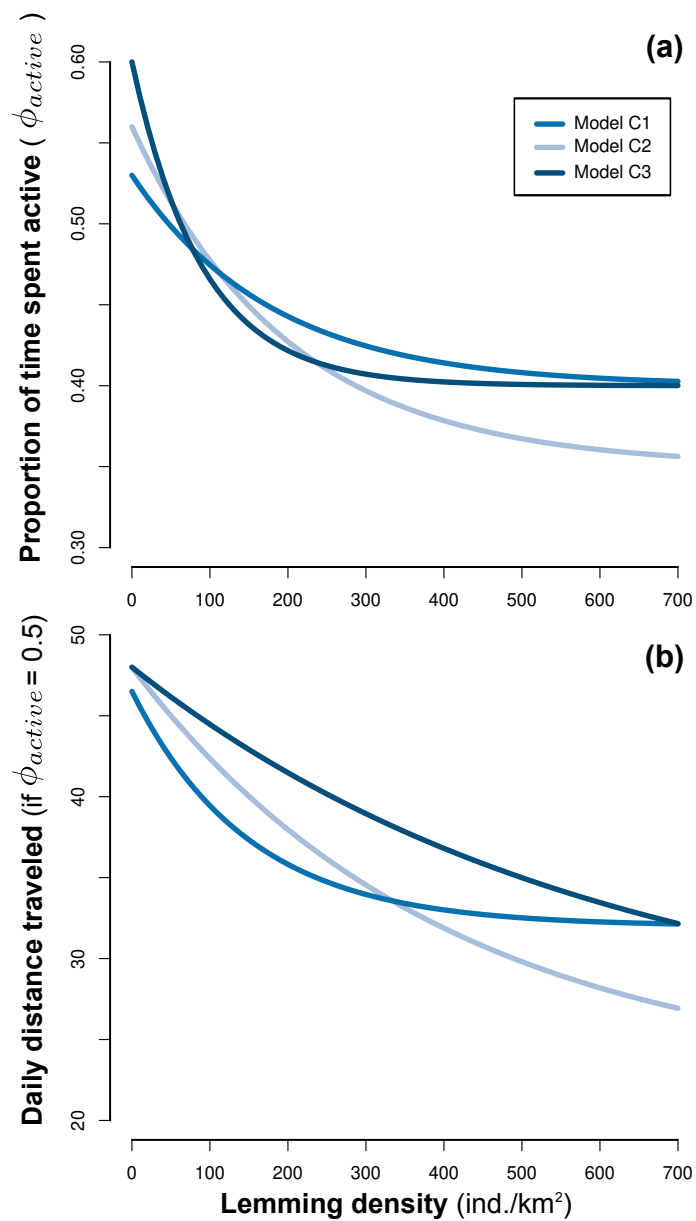 (a)
Proportion of time spent active ( ϕactive )
0.60
0.50
0.40
0.30
Model C1
Model C2
Model C3
0 100 200 300 400 500 600 700
(b)
Daily distance traveled (if ϕactive = 0.5)
50
40
30
20
0 100 200 300 400 500 600 700
Lemming density (ind./km²)